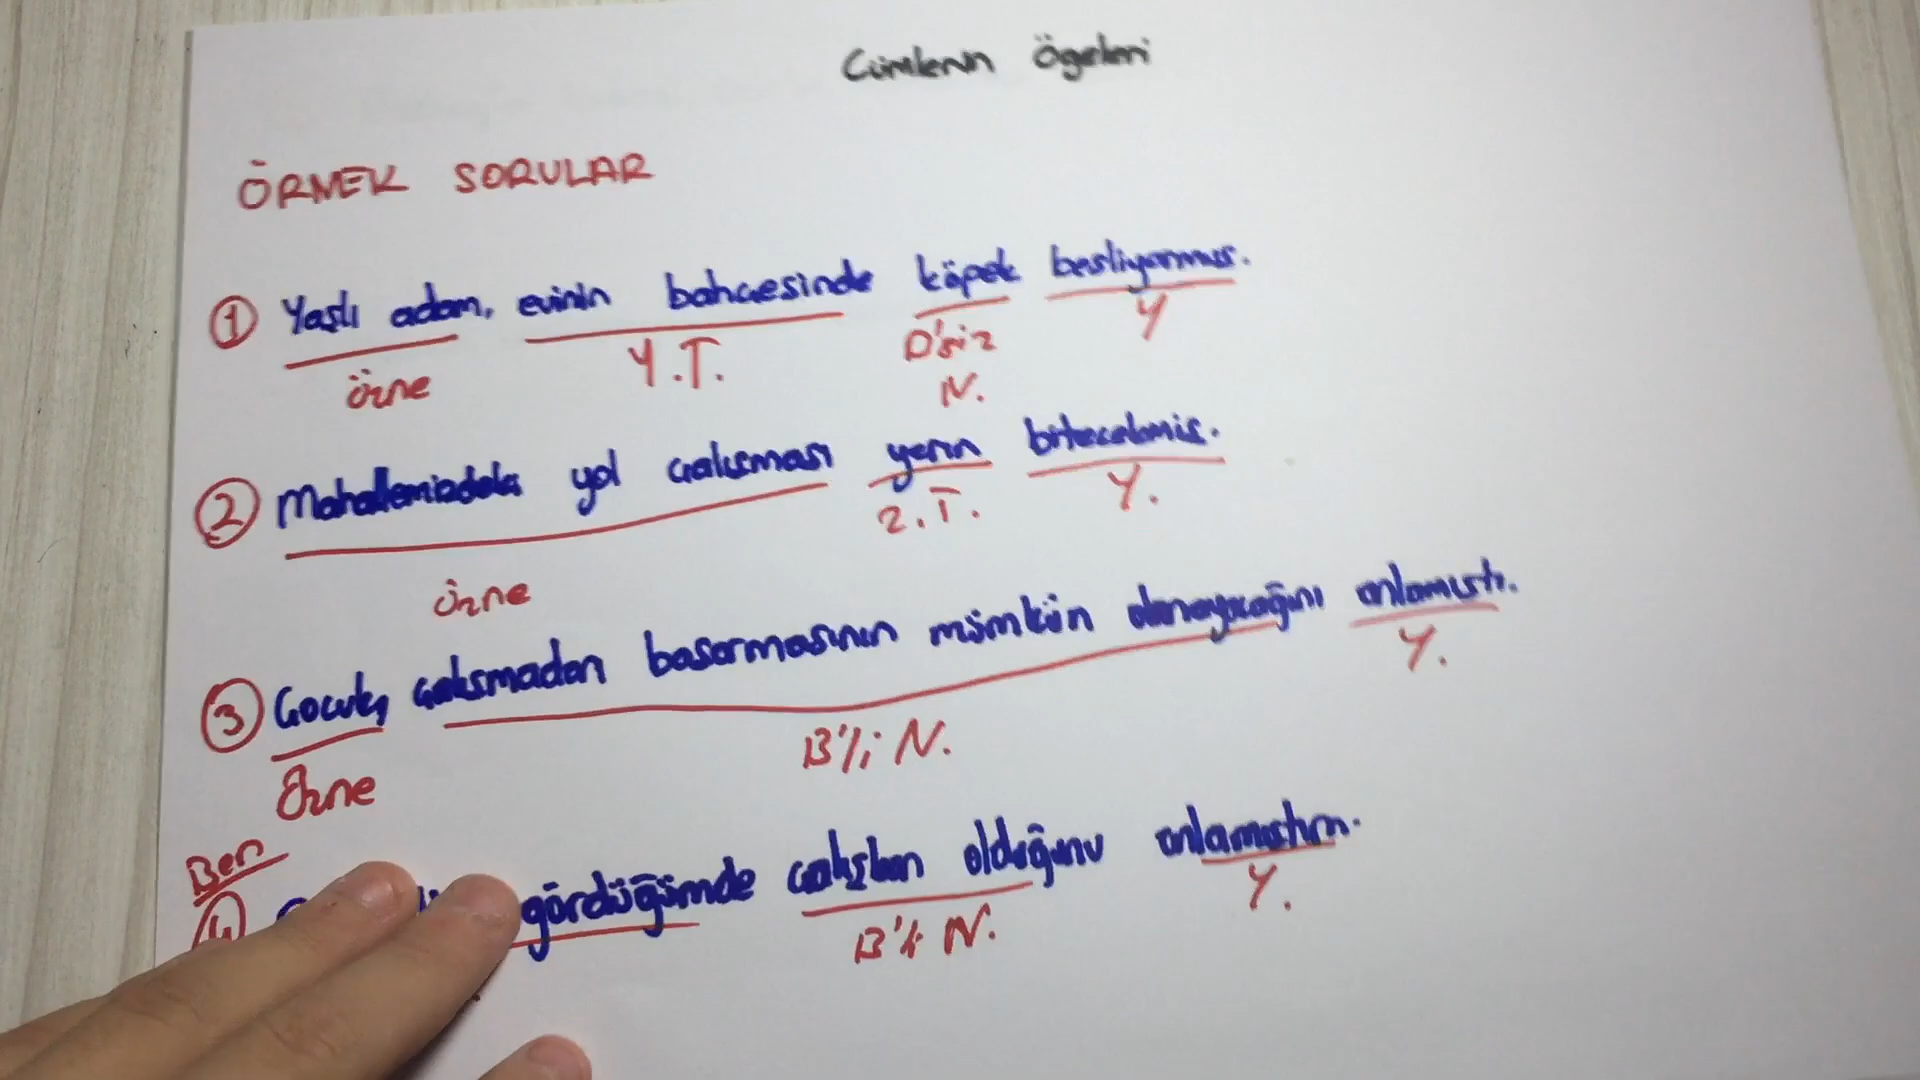 Cümlenin Ögeleri
ÖRNEK SORULAR
① Yaşlı adam, evinin bahçesinde köpek besliyormuş.
Özne Y.T. B'siz N. Y
② Mahallemizdeki yol çalışması yarın bitecekmiş.
Özne Z.T. Y.
③ Çocuk, çalışmadan başarmasının mümkün olmayacağını anlamıştı.
Özne B'li N. Y.
Ben
④ gördüğümde çalışkan olduğunu anlamıştım.
B'li N. Y.